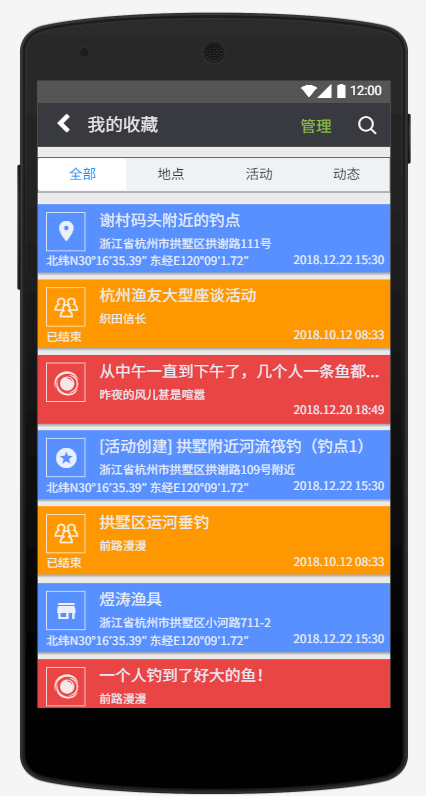 12:00
我的收藏 管理
全部 地点 活动 动态
谢村码头附近的钓点
浙江省杭州市拱墅区拱谢路111号
北纬N30°16′35.39″ 东经E120°09′1.72″ 2018.12.22 15:30
杭州渔友大型座谈活动
织田信长
已结束 2018.10.12 08:33
从中午一直到下午了，几个人一条鱼都...
昨夜的风儿甚是喧嚣
2018.12.20 18:49
[活动创建] 拱墅附近河流筏钓（钓点1）
浙江省杭州市拱墅区拱谢路109号附近
北纬N30°16′35.39″ 东经E120°09′1.72″ 2018.12.22 15:30
拱墅区运河垂钓
前路漫漫
已结束 2018.10.12 08:33
煜涛渔具
浙江省杭州市拱墅区小河路711-2
北纬N30°16′35.39″ 东经E120°09′1.72″ 2018.12.22 15:30
一个人钓到了好大的鱼！
前路漫漫